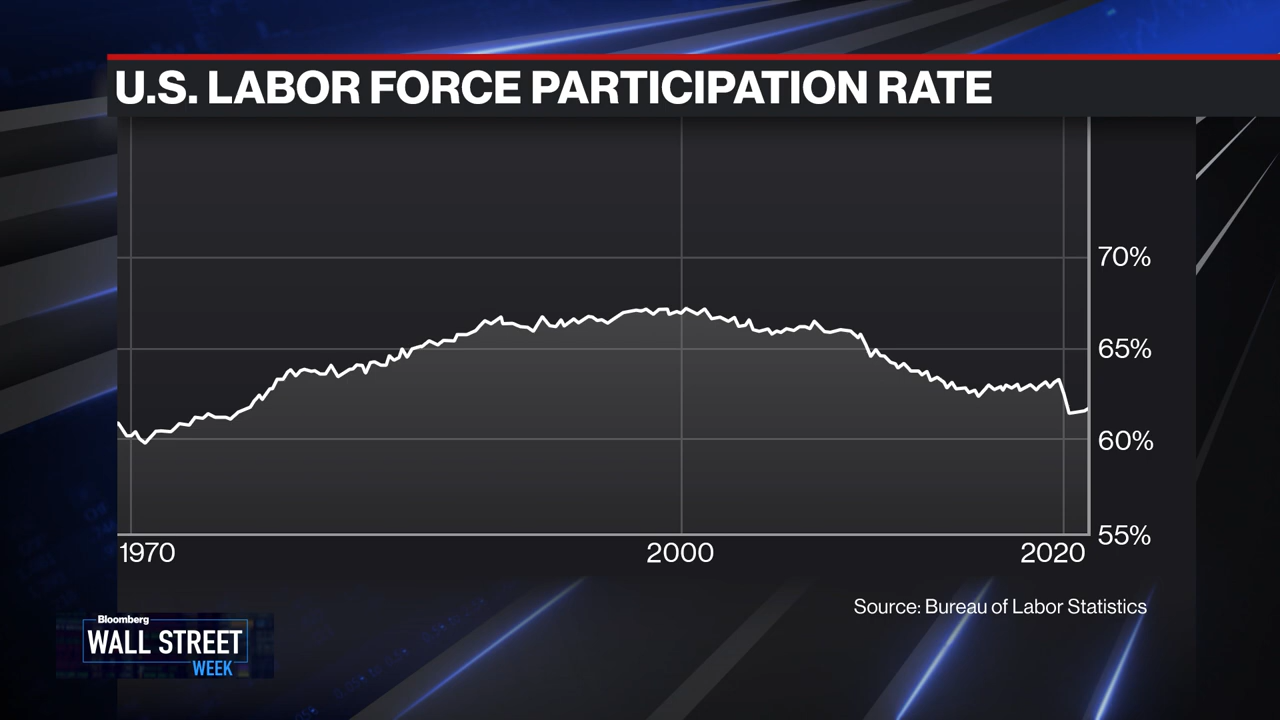 U.S. LABOR FORCE PARTICIPATION RATE
70%
65%
60%
55%
1970 2000 2020
Source: Bureau of Labor Statistics
Bloomberg
WALL STREET
WEEK